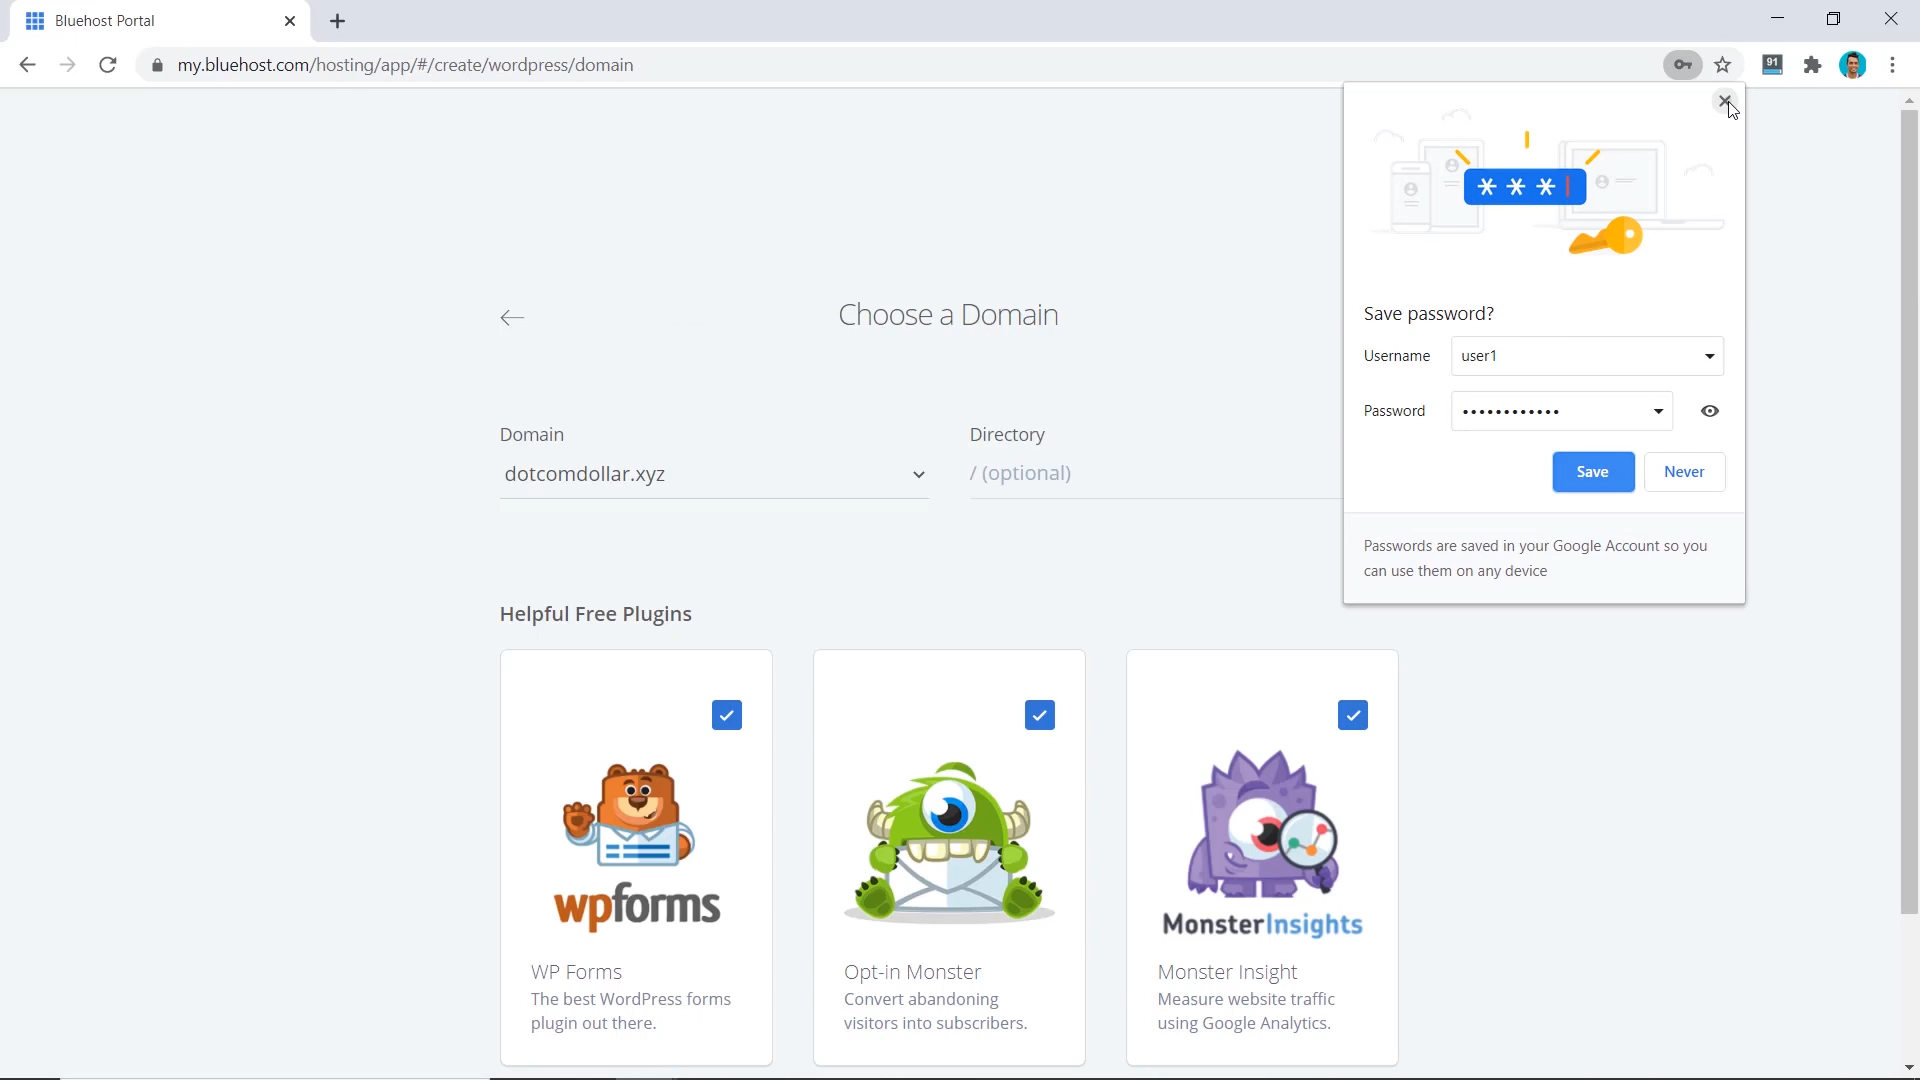 Bluehost Portal
my.bluehost.com/hosting/app/#/create/wordpress/domain
91
* * *
Save password?
Username
user1
Password
••••••••••••
Save
Never
Passwords are saved in your Google Account so you
can use them on any device
Choose a Domain
Domain
Directory
dotcomdollar.xyz
/ (optional)
Helpful Free Plugins
wpforms
MonsterInsights
WP Forms
The best WordPress forms
plugin out there.
Opt-in Monster
Convert abandoning
visitors into subscribers.
Monster Insight
Measure website traffic
using Google Analytics.